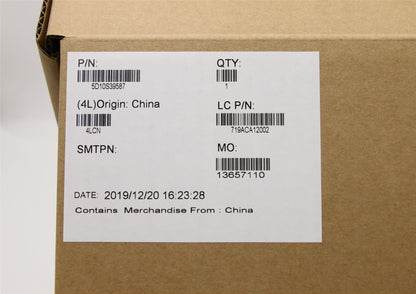 P/N: QTY:
5D10S39587 1
(4L)Origin: China LC P/N:
4LCN 719ACA12002
SMTPN: MO:
13657110
DATE: 2019/12/20 16:23:28
Contains Merchandise From : China